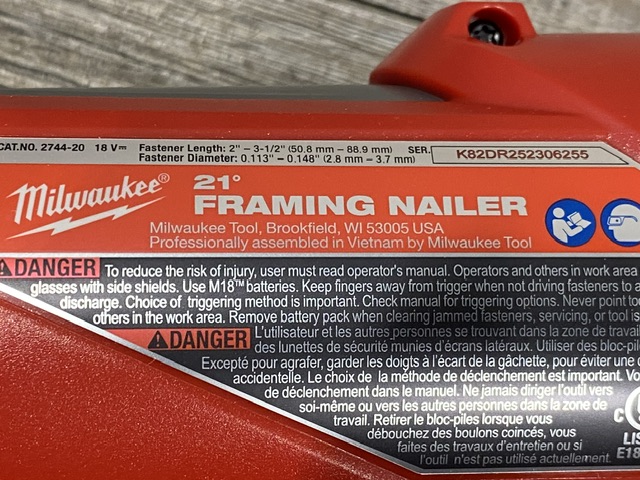 CAT.NO. 2744-20 18 V⎓ Fastener Length: 2" – 3-1/2" (50.8 mm – 88.9 mm) SER. K82DR252306255
Fastener Diameter: 0.113" – 0.148" (2.8 mm – 3.7 mm)
Milwaukee®
21°
FRAMING NAILER
Milwaukee Tool, Brookfield, WI 53005 USA
Professionally assembled in Vietnam by Milwaukee Tool
DANGER To reduce the risk of injury, user must read operator's manual. Operators and others in work area
glasses with side shields. Use M18™ batteries. Keep fingers away from trigger when not driving fasteners to a
discharge. Choice of triggering method is important. Check manual for triggering options. Never point to
others in the work area. Remove battery pack when clearing jammed fasteners, servicing, or tool is
DANGER L'utilisateur et les autres personnes se trouvant dans la zone de travai
des lunettes de sécurité munies d'écrans latéraux. Utiliser des bloc-piles
Excepté pour agrafer, garder les doigts à l'écart de la gâchette, pour éviter une d
accidentelle. Le choix de la méthode de déclenchement est important. Vo
de déclenchement dans le manuel. Ne jamais diriger l'outil vers
soi-même ou vers les autres personnes dans la zone de
travail. Retirer le bloc-piles lorsque vous
débouchez des boulons coincés, vous
faites des travaux d'entretien ou si
l'outil n'est pas utilisé actuellement.
C
LIS
E18